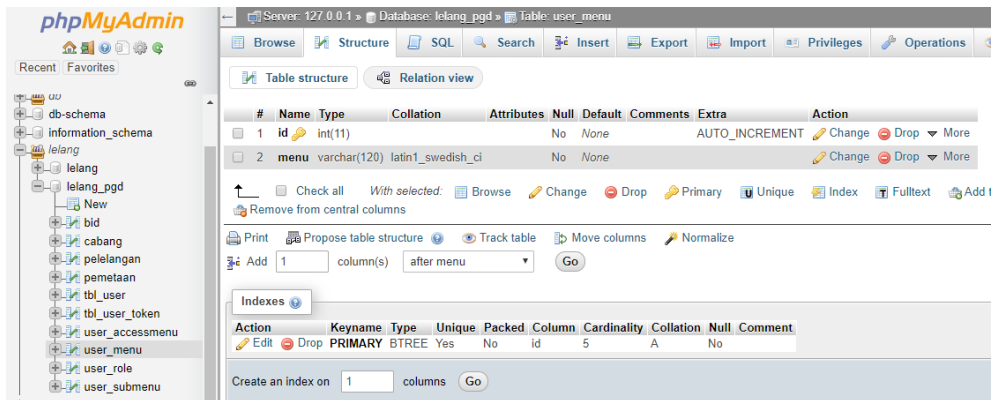 phpMyAdmin
Recent Favorites
db-schema
information_schema
lelang
lelang
lelang_pgd
New
bid
cabang
pelelangan
pemetaan
tbl_user
tbl_user_token
user_accessmenu
user_menu
user_role
user_submenu
Server: 127.0.0.1 » Database: lelang_pgd » Table: user_menu
Browse Structure SQL Search Insert Export Import Privileges Operations
Table structure Relation view
# Name Type Collation Attributes Null Default Comments Extra Action
1 id int(11) No None AUTO_INCREMENT Change Drop More
2 menu varchar(120) latin1_swedish_ci No None Change Drop More
Check all With selected: Browse Change Drop Primary Unique Index Fulltext Add t
Remove from central columns
Print Propose table structure Track table Move columns Normalize
Add 1 column(s) after menu Go
Indexes
Action Keyname Type Unique Packed Column Cardinality Collation Null Comment
Edit Drop PRIMARY BTREE Yes No id 5 A No
Create an index on 1 columns Go